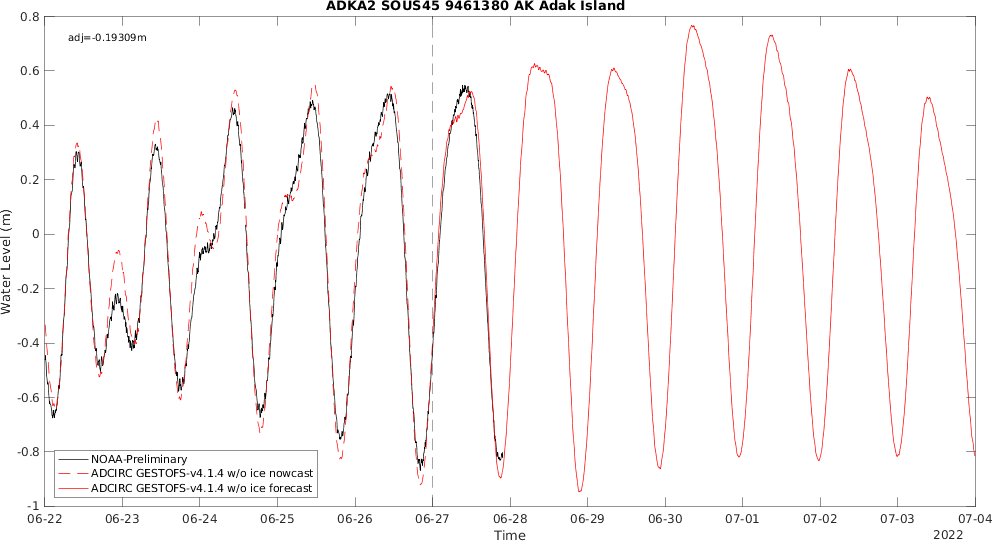 ADKA2 SOUS45 9461380 AK Adak Island
adj=-0.19309m
0.8
0.6
0.4
0.2
0
-0.2
-0.4
-0.6
-0.8
-1
Water Level (m)
NOAA-Preliminary
ADCIRC GESTOFS-v4.1.4 w/o ice nowcast
ADCIRC GESTOFS-v4.1.4 w/o ice forecast
06-22 06-23 06-24 06-25 06-26 06-27 06-28 06-29 06-30 07-01 07-02 07-03 07-04
Time
2022